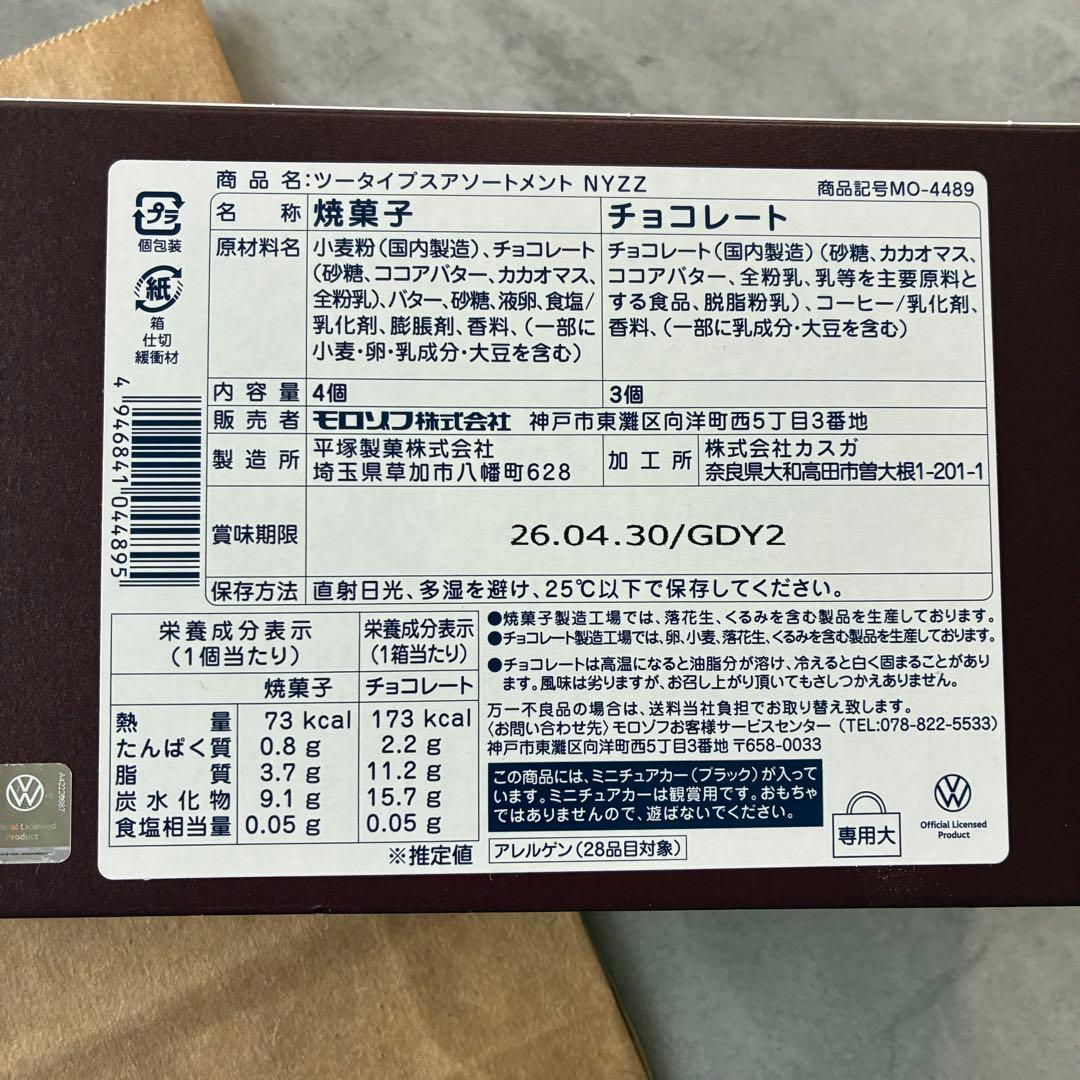 商品名:ツータイプスアソートメント NYZZ
商品記号MO-4489
プラ
個包装
紙
箱
仕切
緩衝材
4 946841 044895
名称 焼菓子 チョコレート
原材料名
小麦粉(国内製造)、チョコレート
(砂糖、ココアバター、カカオマス、
全粉乳)、バター、砂糖、液卵、食塩/
乳化剤、膨脹剤、香料、(一部に
小麦・卵・乳成分・大豆を含む)
チョコレート(国内製造)(砂糖、カカオマス、
ココアバター、全粉乳、乳等を主要原料と
する食品、脱脂粉乳)、コーヒー/乳化剤、
香料、(一部に乳成分・大豆を含む)
内容量 4個 3個
販売者 モロゾフ株式会社 神戸市東灘区向洋町西5丁目3番地
製造所 平塚製菓株式会社
埼玉県草加市八幡町628
加工所 株式会社カスガ
奈良県大和高田市曽大根1-201-1
賞味期限 26.04.30/GDY2
保存方法 直射日光、多湿を避け、25℃以下で保存してください。
栄養成分表示
(1個当たり)
栄養成分表示
(1箱当たり)
焼菓子 チョコレート
熱量 73 kcal 173 kcal
たんぱく質 0.8 g 2.2 g
脂質 3.7 g 11.2 g
炭水化物 9.1 g 15.7 g
食塩相当量 0.05 g 0.05 g
※推定値
●焼菓子製造工場では、落花生、くるみを含む製品を生産しております。
●チョコレート製造工場では、卵、小麦、落花生、くるみを含む製品を生産しております。
●チョコレートは高温になると油脂分が溶け、冷えると白く固まることがあり
ます。風味は劣りますが、お召し上がり頂いてもさしつかえありません。
万一不良品の場合は、送料当社負担でお取り替え致します。
〈お問い合わせ先〉モロゾフお客様サービスセンター(TEL:078-822-5533)
神戸市東灘区向洋町西5丁目3番地 〒658-0033
この商品には、ミニチュアカー(ブラック)が入って
います。ミニチュアカーは観賞用です。おもちゃ
ではありませんので、遊ばないでください。
アレルゲン(28品目対象)
専用大
Official Licensed
Product
icial Licensed
Product